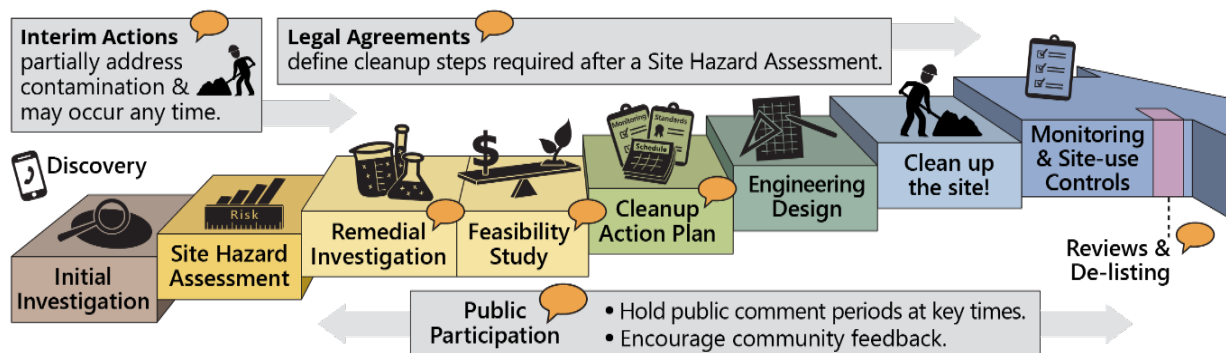 Interim Actions
partially address
contamination &
may occur any time.
Legal Agreements
define cleanup steps required after a Site Hazard Assessment.
Discovery
Initial
Investigation
Risk
Site Hazard
Assessment
Remedial
Investigation
$
Feasibility
Study
Monitoring
Standards
Schedule
Cleanup
Action Plan
Engineering
Design
Clean up
the site!
Monitoring
& Site-use
Controls
Reviews &
De-listing
Public
Participation
• Hold public comment periods at key times.
• Encourage community feedback.